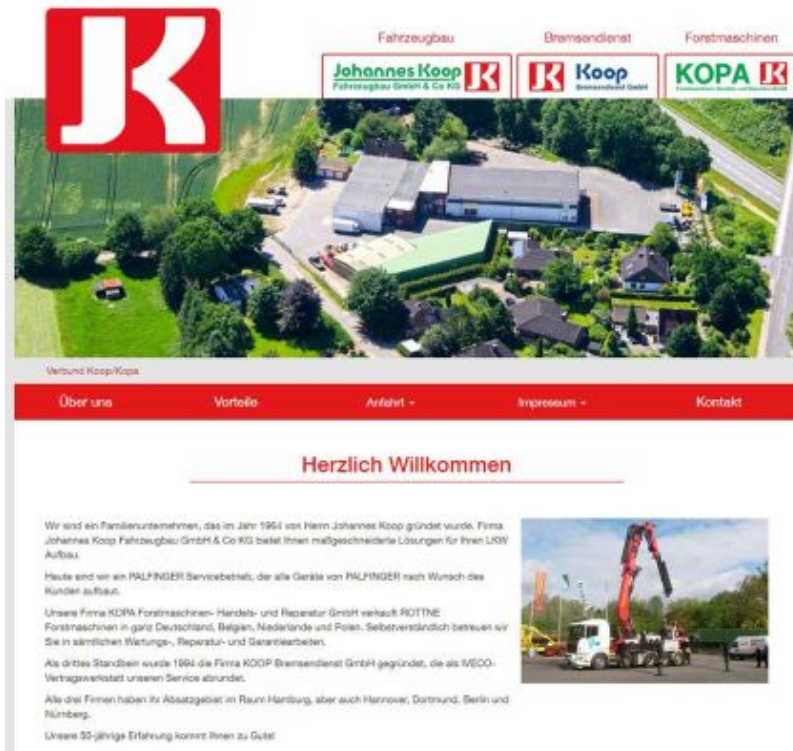 JK
Fahrzeugbau
Bremsendienst
Forstmaschinen
Johannes Koop JK
Fahrzeugbau GmbH & Co KG
JK Koop
Bremsendienst GmbH
KOPA JK
Verbund Koop/Kopa
Über uns
Vorteile
Anfahrt
Impressum
Kontakt
Herzlich Willkommen
Wir sind ein Familienunternehmen, das im Jahr 1964 von Herrn Johannes Koop gründet wurde. Firma
Johannes Koop Fahrzeugbau GmbH & Co KG bietet Ihnen maßgeschneiderte Lösungen für Ihren LKW
Aufbau.
Heute sind wir ein PALFINGER Servicebetrieb, der alle Geräte von PALFINGER nach Wunsch des
Kunden aufbaut.
Unsere Firma KOPA Forstmaschinen- Handels- und Reparatur GmbH verkauft ROTTNE
Forstmaschinen in ganz Deutschland, Belgien, Niederlande und Polen. Selbstverständlich betreuen wir
Sie in sämtlichen Wartungs-, Reparatur- und Garantiearbeiten.
Als drittes Standbein wurde 1994 die Firma KOOP Bremsendienst GmbH gegründet, die als IVECO-
Vertragswerkstatt unseren Service abrundet.
Alle drei Firmen haben ihr Absatzgebiet im Raum Hamburg, aber auch Hannover, Dortmund, Berlin und
Nürnberg.
Unsere 50-jährige Erfahrung kommt Ihnen zu Gute!